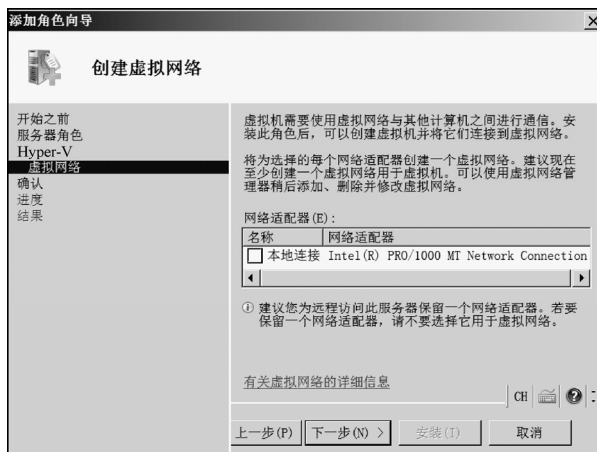 添加角色向导
创建虚拟网络
开始之前
服务器角色
Hyper-V
虚拟网络
确认
进度
结果
虚拟机需要使用虚拟网络与其他计算机之间进行通信。安
装此角色后，可以创建虚拟机并将它们连接到虚拟网络。
将为选择的每个网络适配器创建一个虚拟网络。建议现在
至少创建一个虚拟网络用于虚拟机。可以使用虚拟网络管
理器稍后添加、删除并修改虚拟网络。
网络适配器(E):
名称 网络适配器
本地连接 Intel(R) PRO/1000 MT Network Connection
建议您为远程访问此服务器保留一个网络适配器。若要
保留一个网络适配器，请不要选择它用于虚拟网络。
有关虚拟网络的详细信息
CH
上一步(P) 下一步(N) > 安装(I) 取消